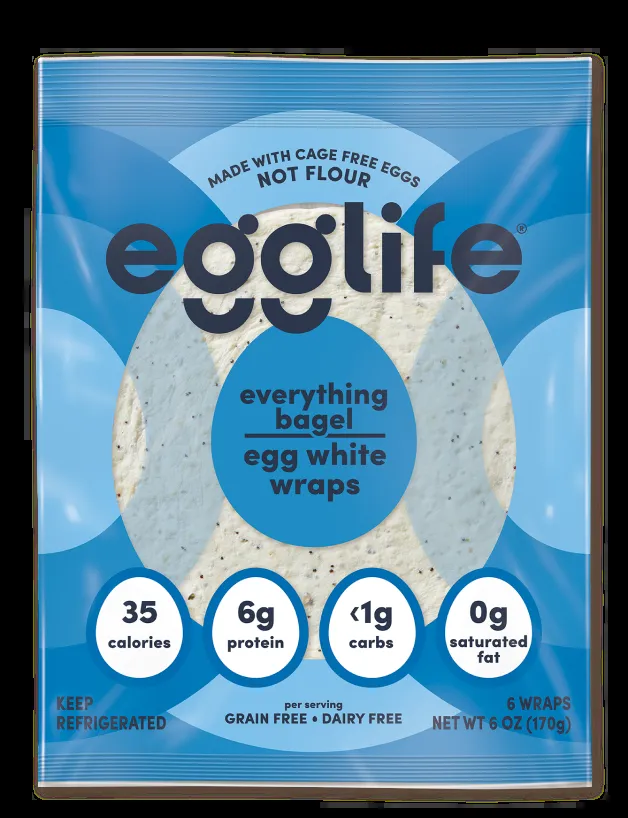 MADE WITH CAGE FREE EGGS
NOT FLOUR
egglife®
everything
bagel
egg white
wraps
35
calories
6g
protein
<1g
carbs
0g
saturated
fat
KEEP
REFRIGERATED
per serving
GRAIN FREE • DAIRY FREE
6 WRAPS
NET WT 6 OZ (170g)